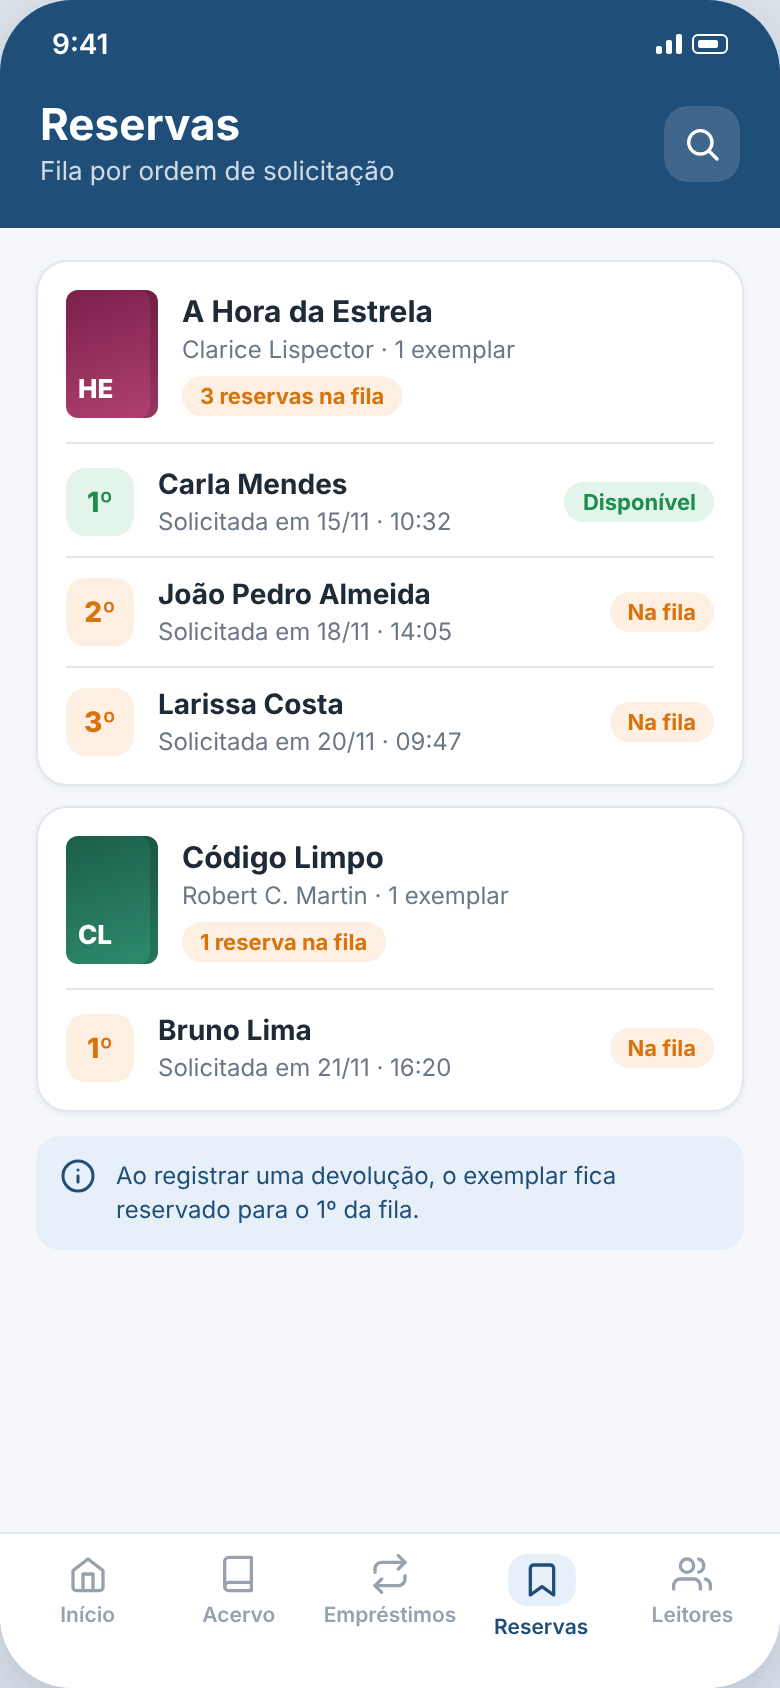 9:41
Reservas
Fila por ordem de solicitação
HE
A Hora da Estrela
Clarice Lispector · 1 exemplar
3 reservas na fila
1º
Carla Mendes
Solicitada em 15/11 · 10:32
Disponível
2º
João Pedro Almeida
Solicitada em 18/11 · 14:05
Na fila
3º
Larissa Costa
Solicitada em 20/11 · 09:47
Na fila
CL
Código Limpo
Robert C. Martin · 1 exemplar
1 reserva na fila
1º
Bruno Lima
Solicitada em 21/11 · 16:20
Na fila
Ao registrar uma devolução, o exemplar fica
reservado para o 1º da fila.
Início
Acervo
Empréstimos
Reservas
Leitores